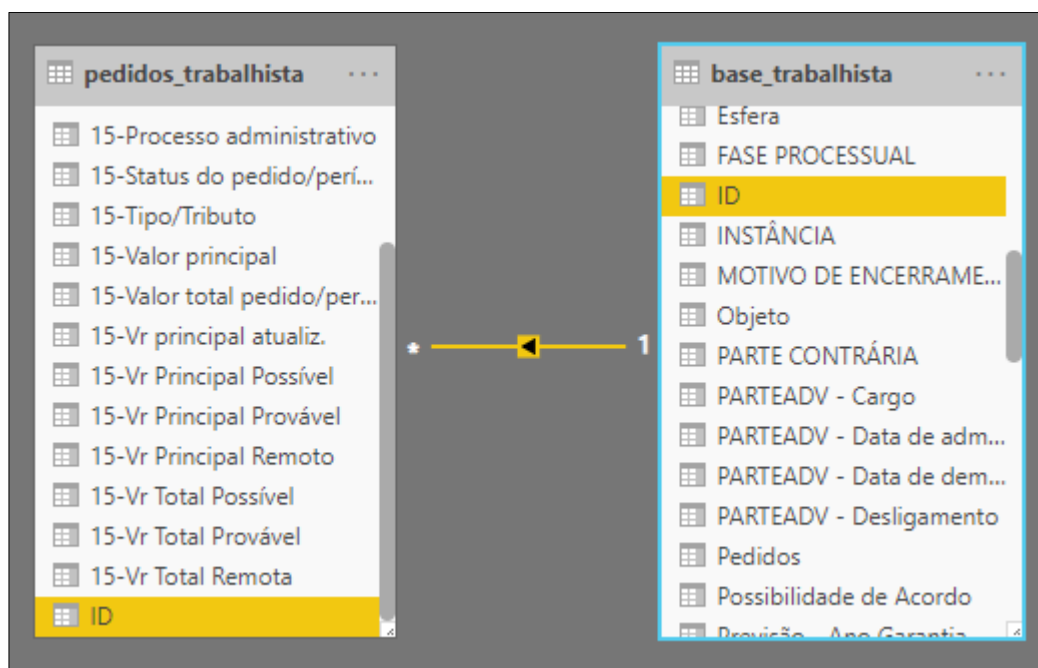 pedidos_trabalhista ...
15-Processo administrativo
15-Status do pedido/perí...
15-Tipo/Tributo
15-Valor principal
15-Valor total pedido/per...
15-Vr principal atualiz.
15-Vr Principal Possível
15-Vr Principal Provável
15-Vr Principal Remoto
15-Vr Total Possível
15-Vr Total Provável
15-Vr Total Remota
ID
* 1
base_trabalhista ...
Esfera
FASE PROCESSUAL
ID
INSTÂNCIA
MOTIVO DE ENCERRAME...
Objeto
PARTE CONTRÁRIA
PARTEADV - Cargo
PARTEADV - Data de adm...
PARTEADV - Data de dem...
PARTEADV - Desligamento
Pedidos
Possibilidade de Acordo
Previsão - Ano Garantia